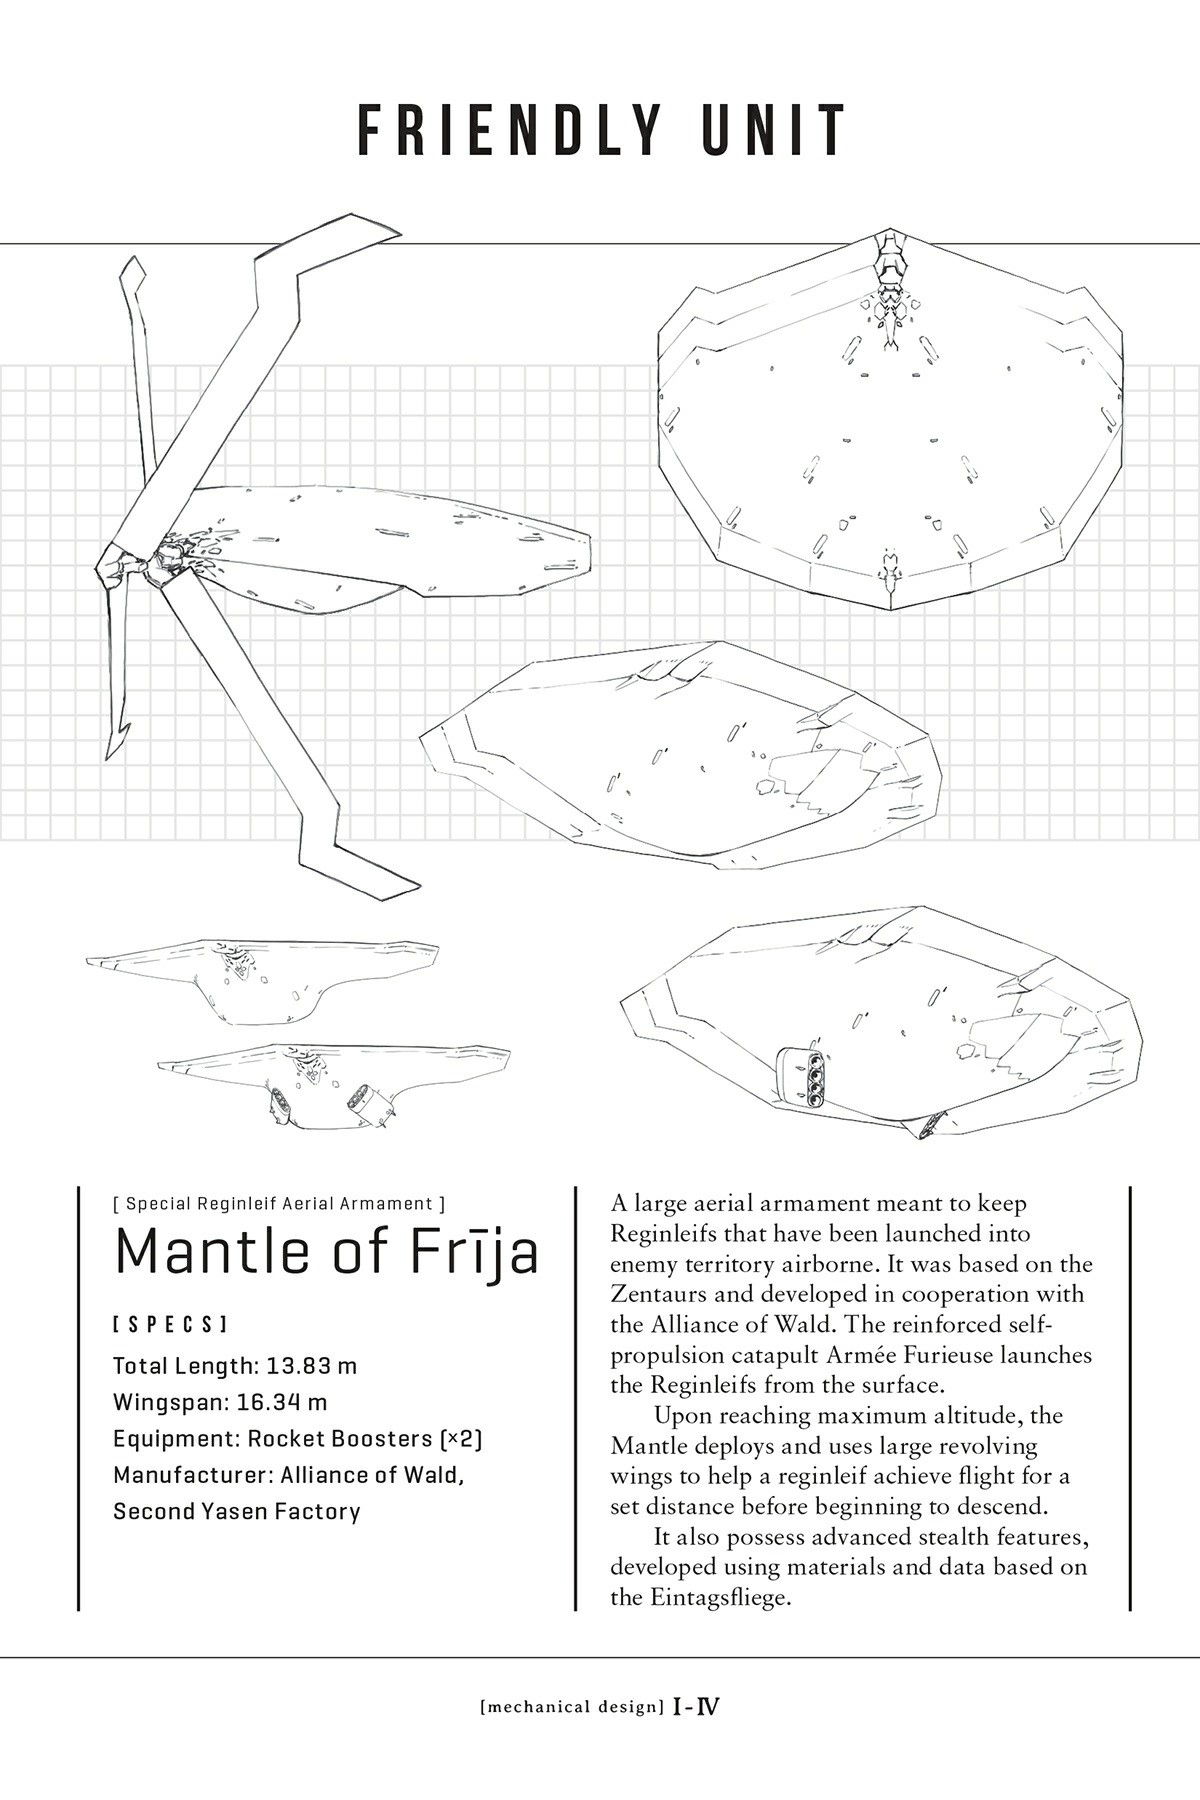 FRIENDLY UNIT
[ Special Reginleif Aerial Armament ]
Mantle of Frīja
[SPECS]
Total Length: 13.83 m
Wingspan: 16.34 m
Equipment: Rocket Boosters (×2)
Manufacturer: Alliance of Wald,
Second Yasen Factory
A large aerial armament meant to keep
Reginleifs that have been launched into
enemy territory airborne. It was based on the
Zentaurs and developed in cooperation with
the Alliance of Wald. The reinforced self-
propulsion catapult Armée Furieuse launches
the Reginleifs from the surface.
Upon reaching maximum altitude, the
Mantle deploys and uses large revolving
wings to help a reginleif achieve flight for a
set distance before beginning to descend.
It also possess advanced stealth features,
developed using materials and data based on
the Eintagsfliege.
[mechanical design] I-IV